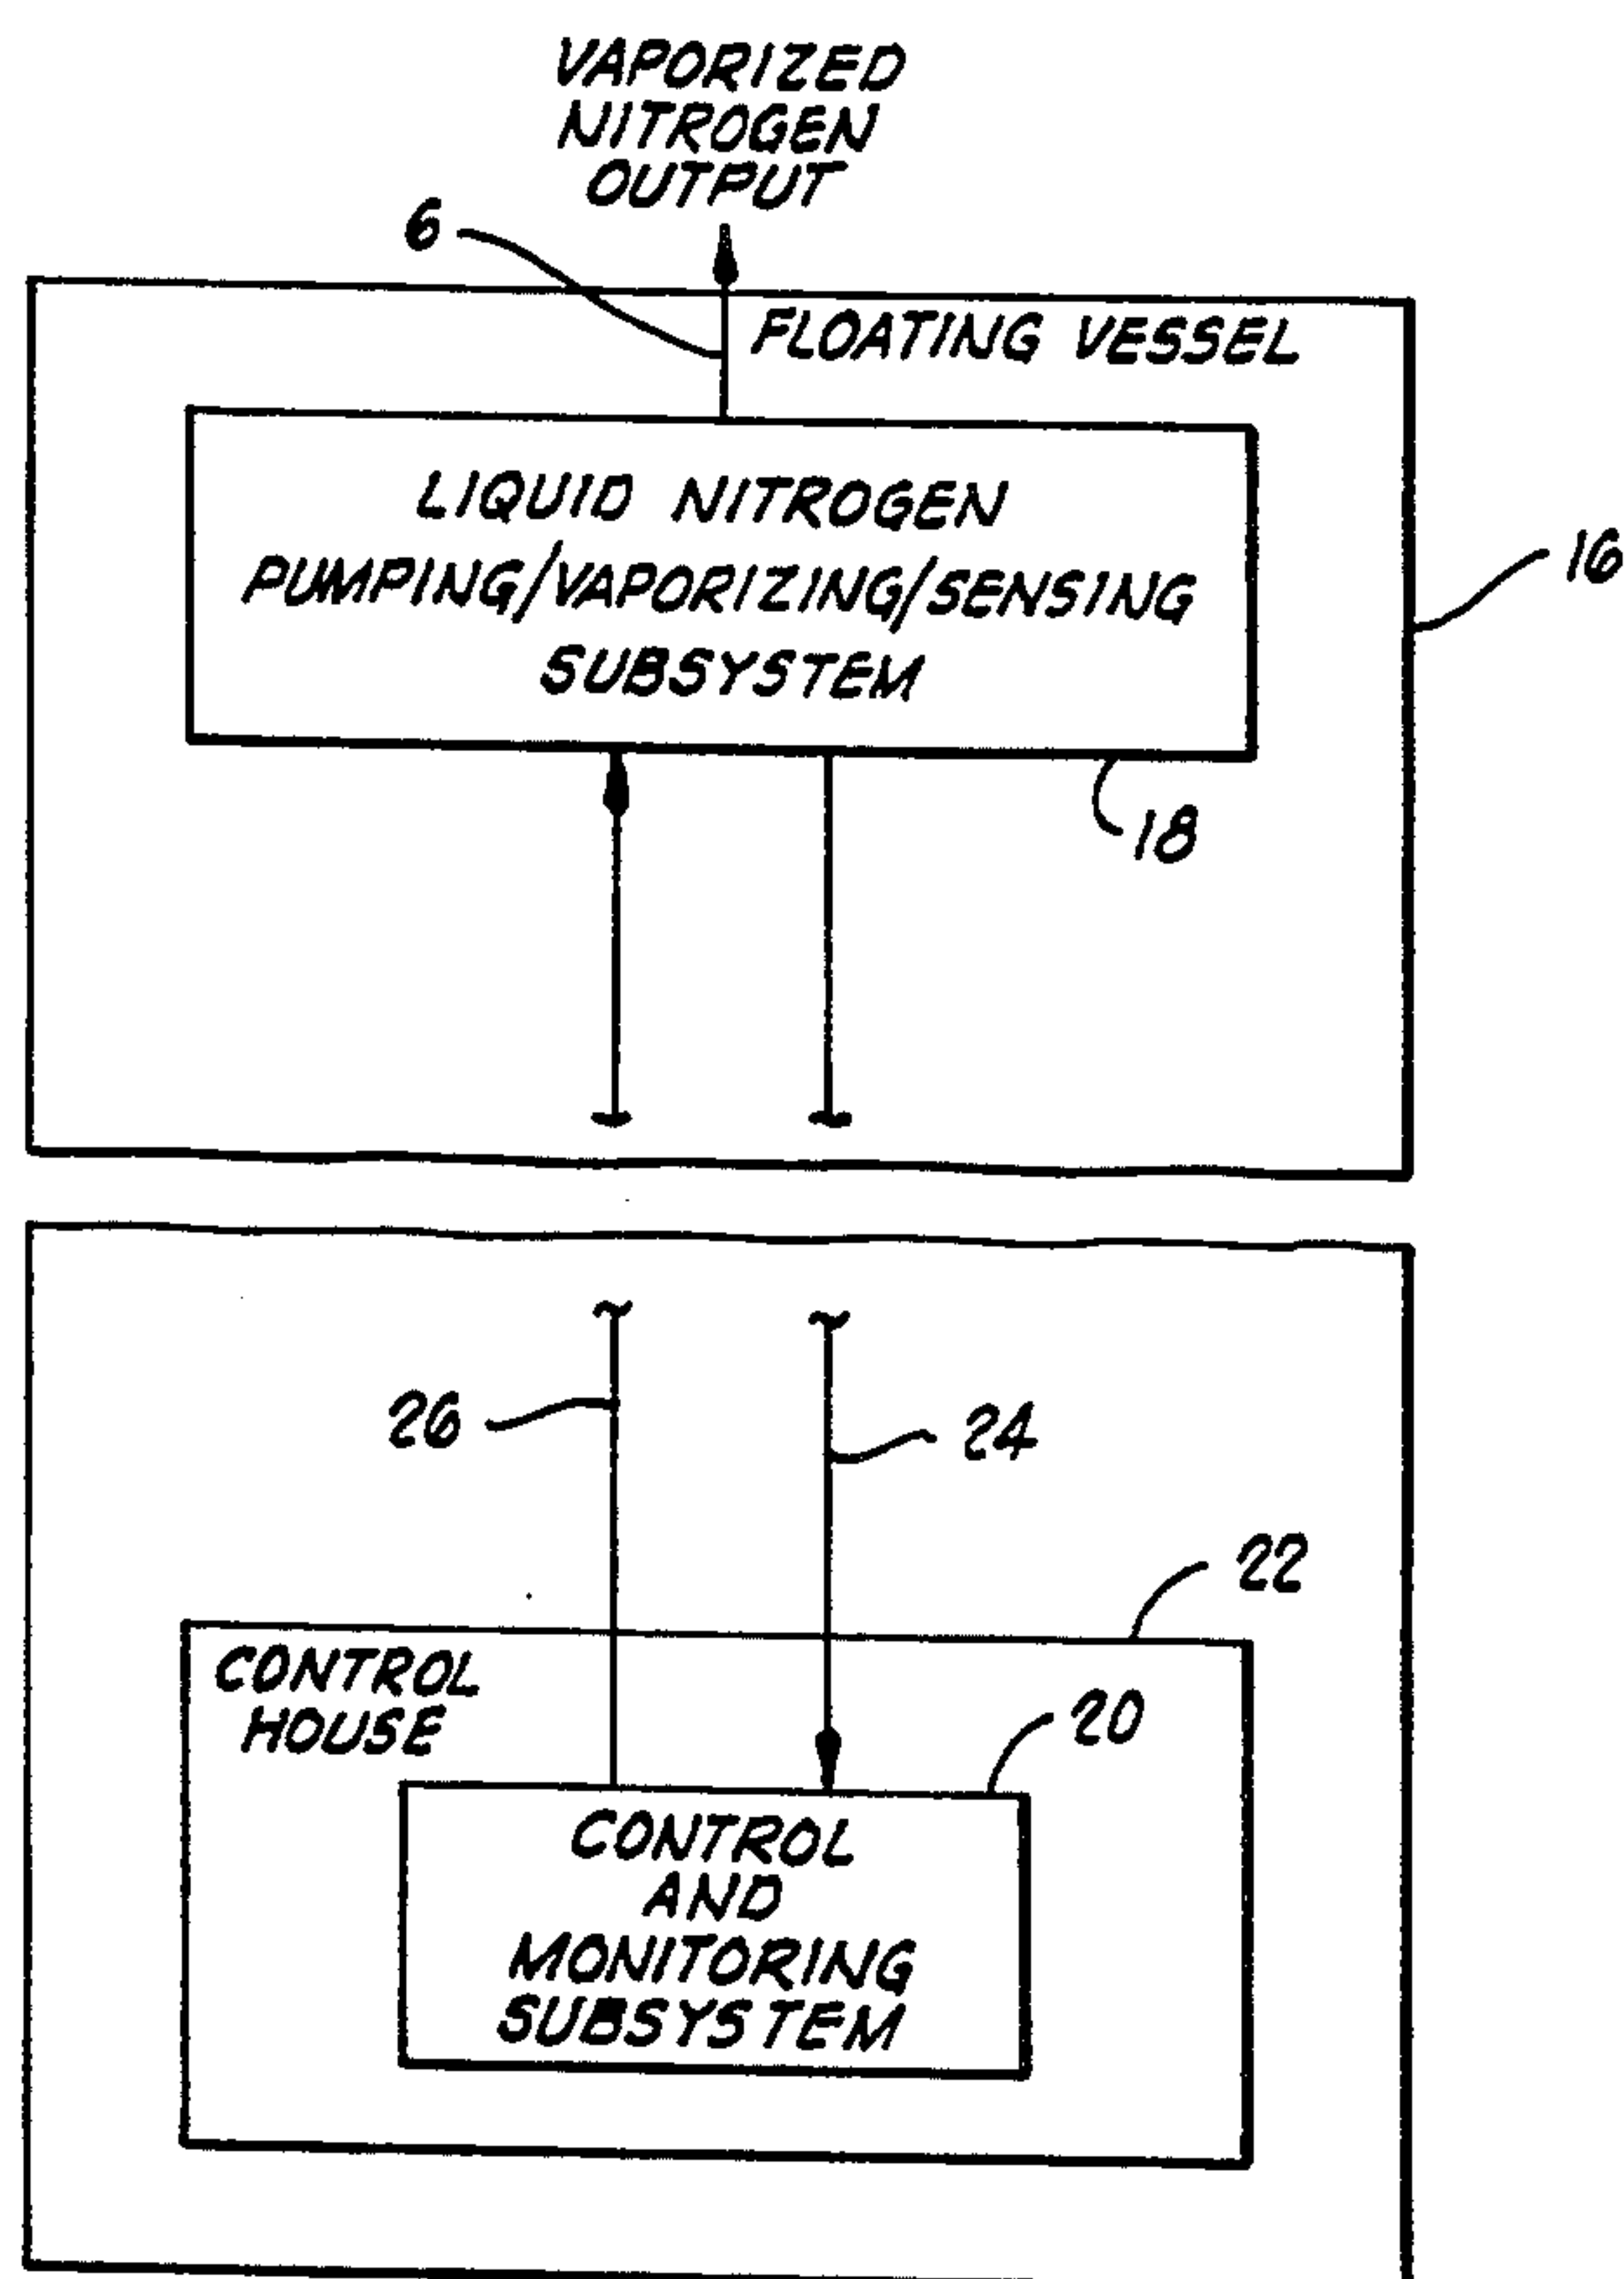 VAPORIZED
NITROGEN
OUTPUT
6
FLOATING VESSEL
LIQUID NITROGEN
PUMPING/VAPORIZING/SENSING
SUBSYSTEM
16
18
26
24
22
CONTROL
HOUSE
20
CONTROL
AND
MONITORING
SUBSYSTEM